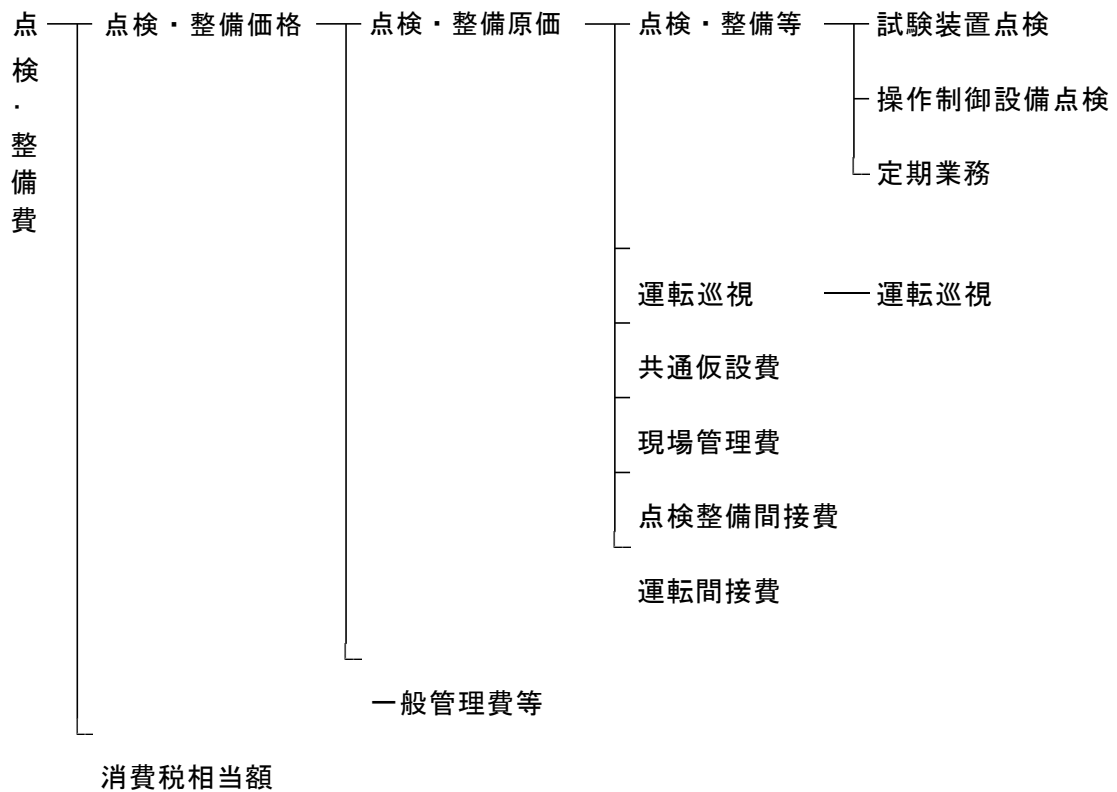 点検・整備費
点検・整備価格
点検・整備原価
点検・整備等
試験装置点検
操作制御設備点検
定期業務
運転巡視
運転巡視
共通仮設費
現場管理費
点検整備間接費
運転間接費
一般管理費等
消費税相当額